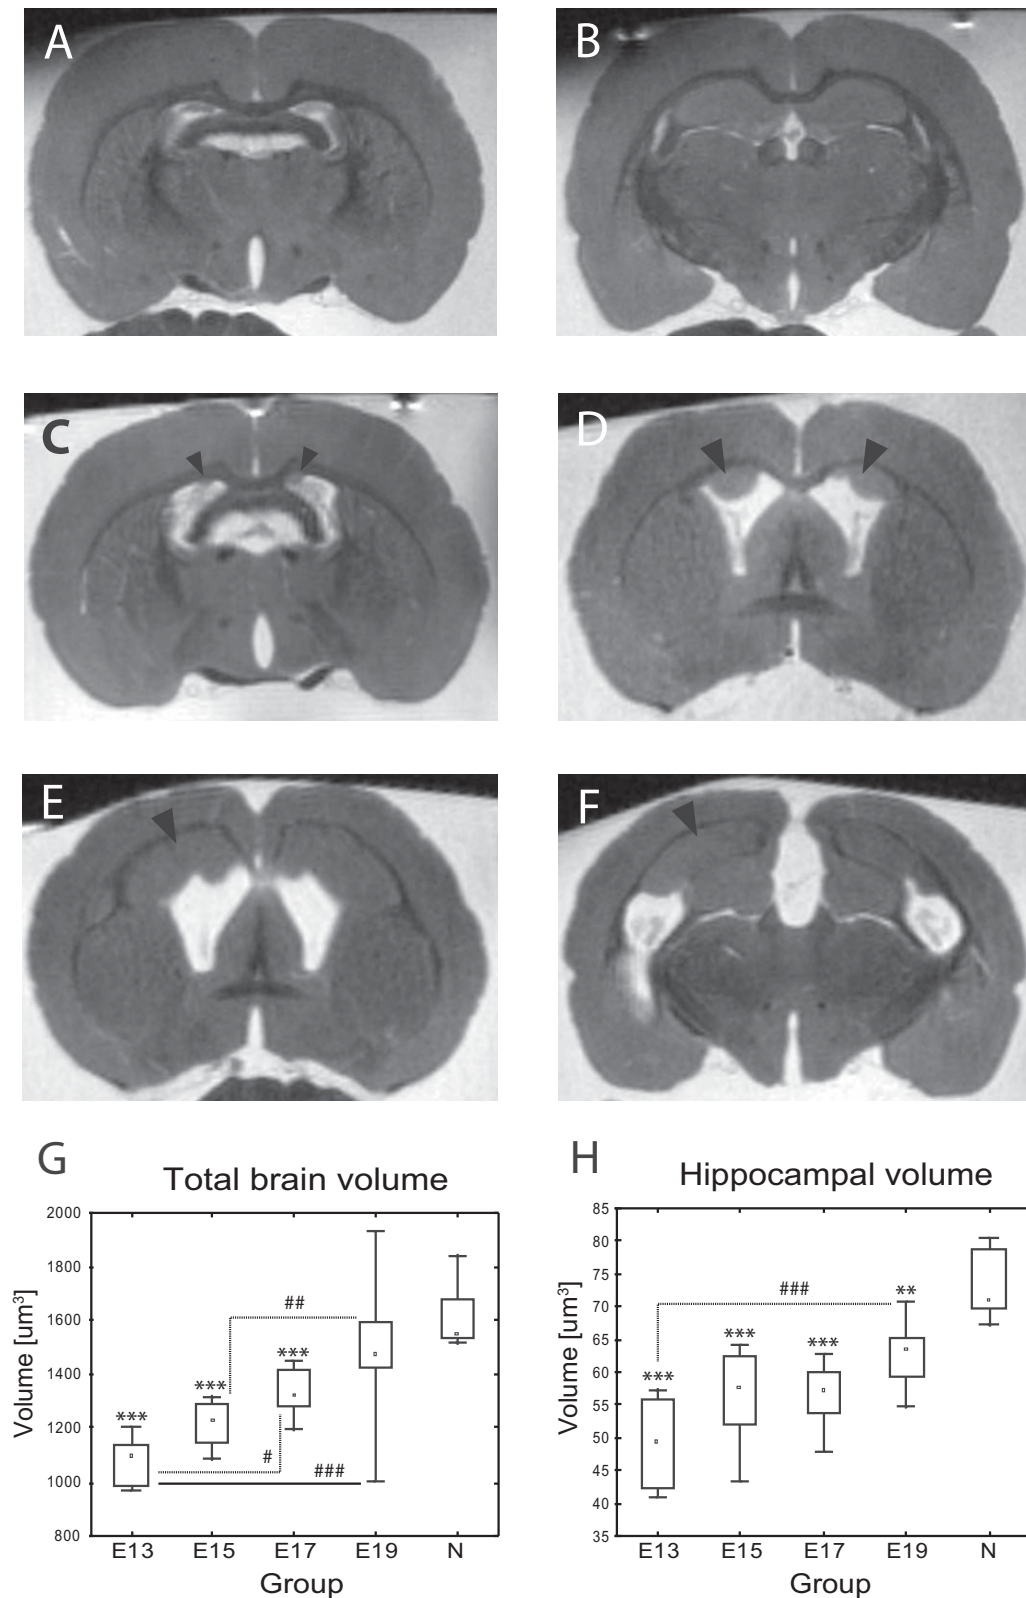 A
B
C
D
E
F
G
Total brain volume
Volume [um³]
2000
1800
1600
1400
1200
1000
800
***
***
***
##
#
###
E13 E15 E17 E19 N
Group
H
Hippocampal volume
Volume [um³]
85
80
75
70
65
60
55
50
45
40
35
***
***
***
**
###
E13 E15 E17 E19 N
Group